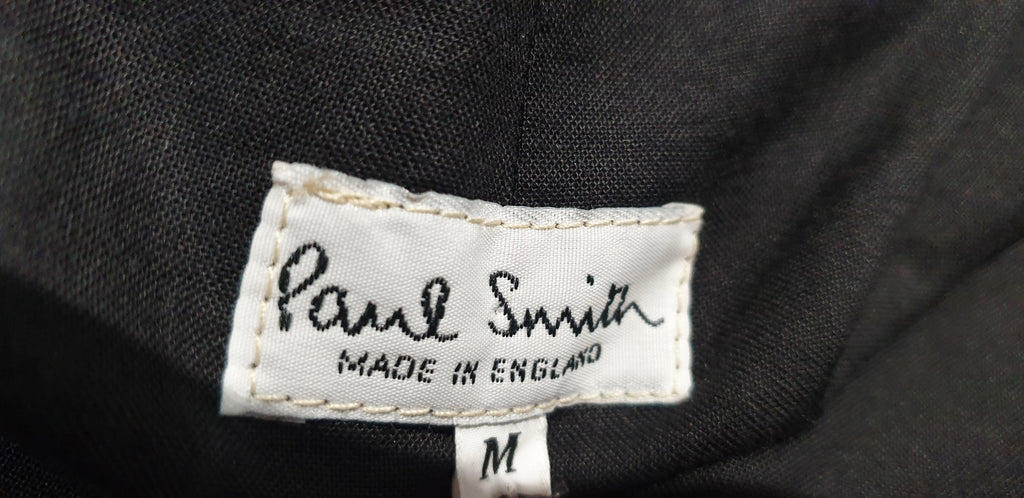 Paul Smith
MADE IN ENGLAND
M